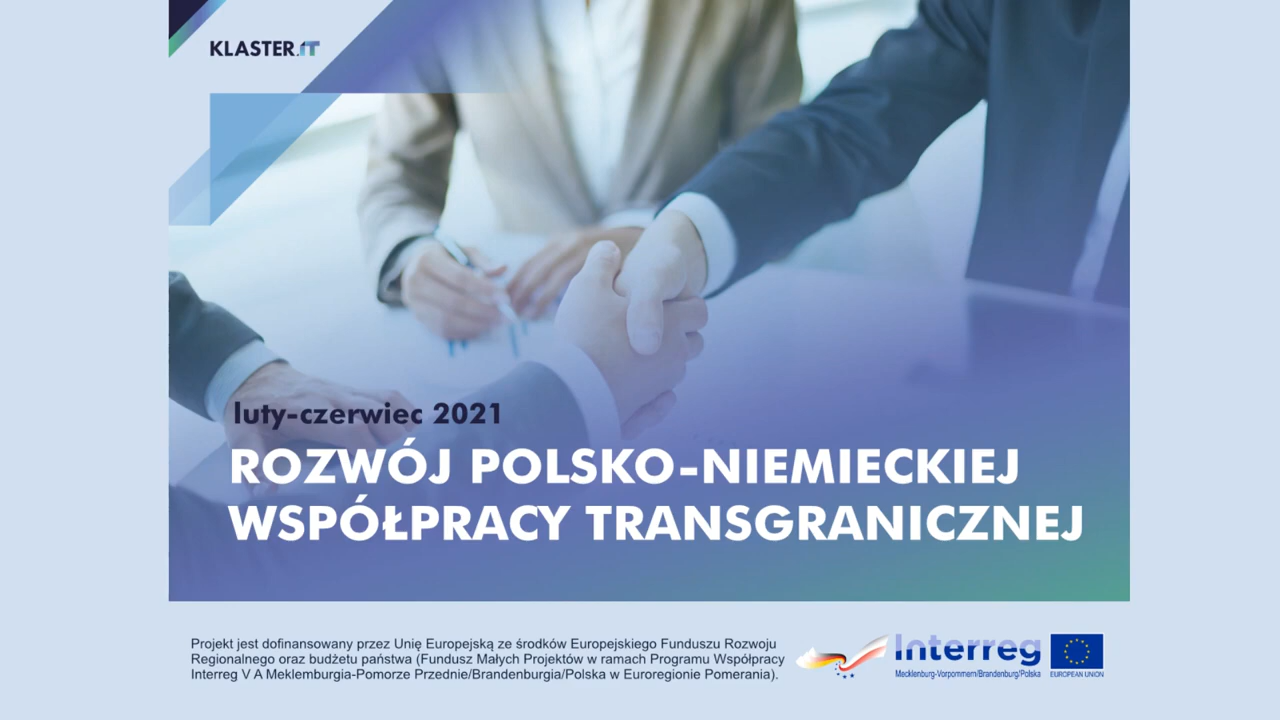 KLASTER.IT
luty-czerwiec 2021
ROZWÓJ POLSKO-NIEMIECKIEJ
WSPÓŁPRACY TRANSGRANICZNEJ
Projekt jest dofinansowany przez Unię Europejską ze środków Europejskiego Funduszu Rozwoju
Regionalnego oraz budżetu państwa (Fundusz Małych Projektów w ramach Programu Współpracy
Interreg V A Meklemburgia-Pomorze Przednie/Brandenburgia/Polska w Euroregionie Pomerania).
Interreg
Mecklenburg-Vorpommern/Brandenburg/Polska
EUROPEAN UNION